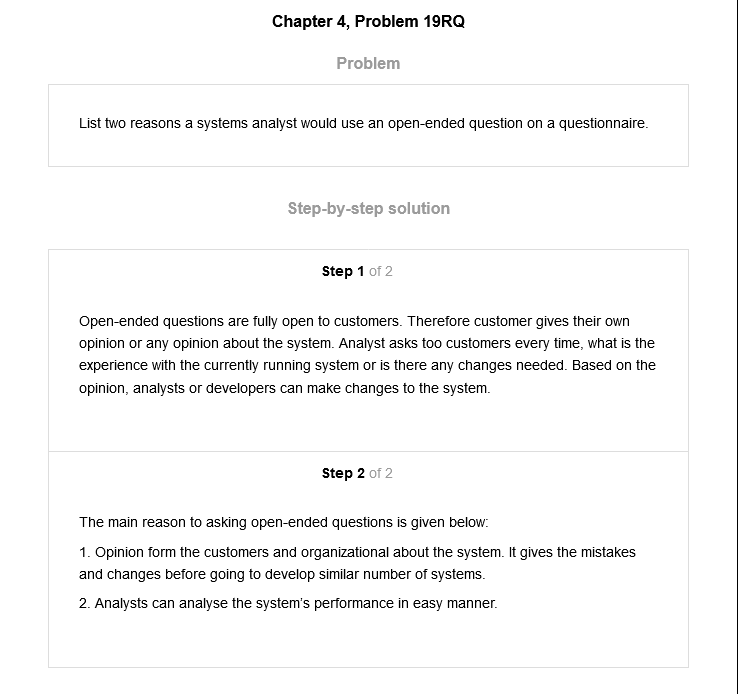 Chapter 4, Problem 19RQ
Problem
List two reasons a systems analyst would use an open-ended question on a questionnaire.
Step-by-step solution
Step 1 of 2
Open-ended questions are fully open to customers. Therefore customer gives their own
opinion or any opinion about the system. Analyst asks too customers every time, what is the
experience with the currently running system or is there any changes needed. Based on the
opinion, analysts or developers can make changes to the system.
Step 2 of 2
The main reason to asking open-ended questions is given below:
1. Opinion form the customers and organizational about the system. It gives the mistakes
and changes before going to develop similar number of systems.
2. Analysts can analyse the system's performance in easy manner.